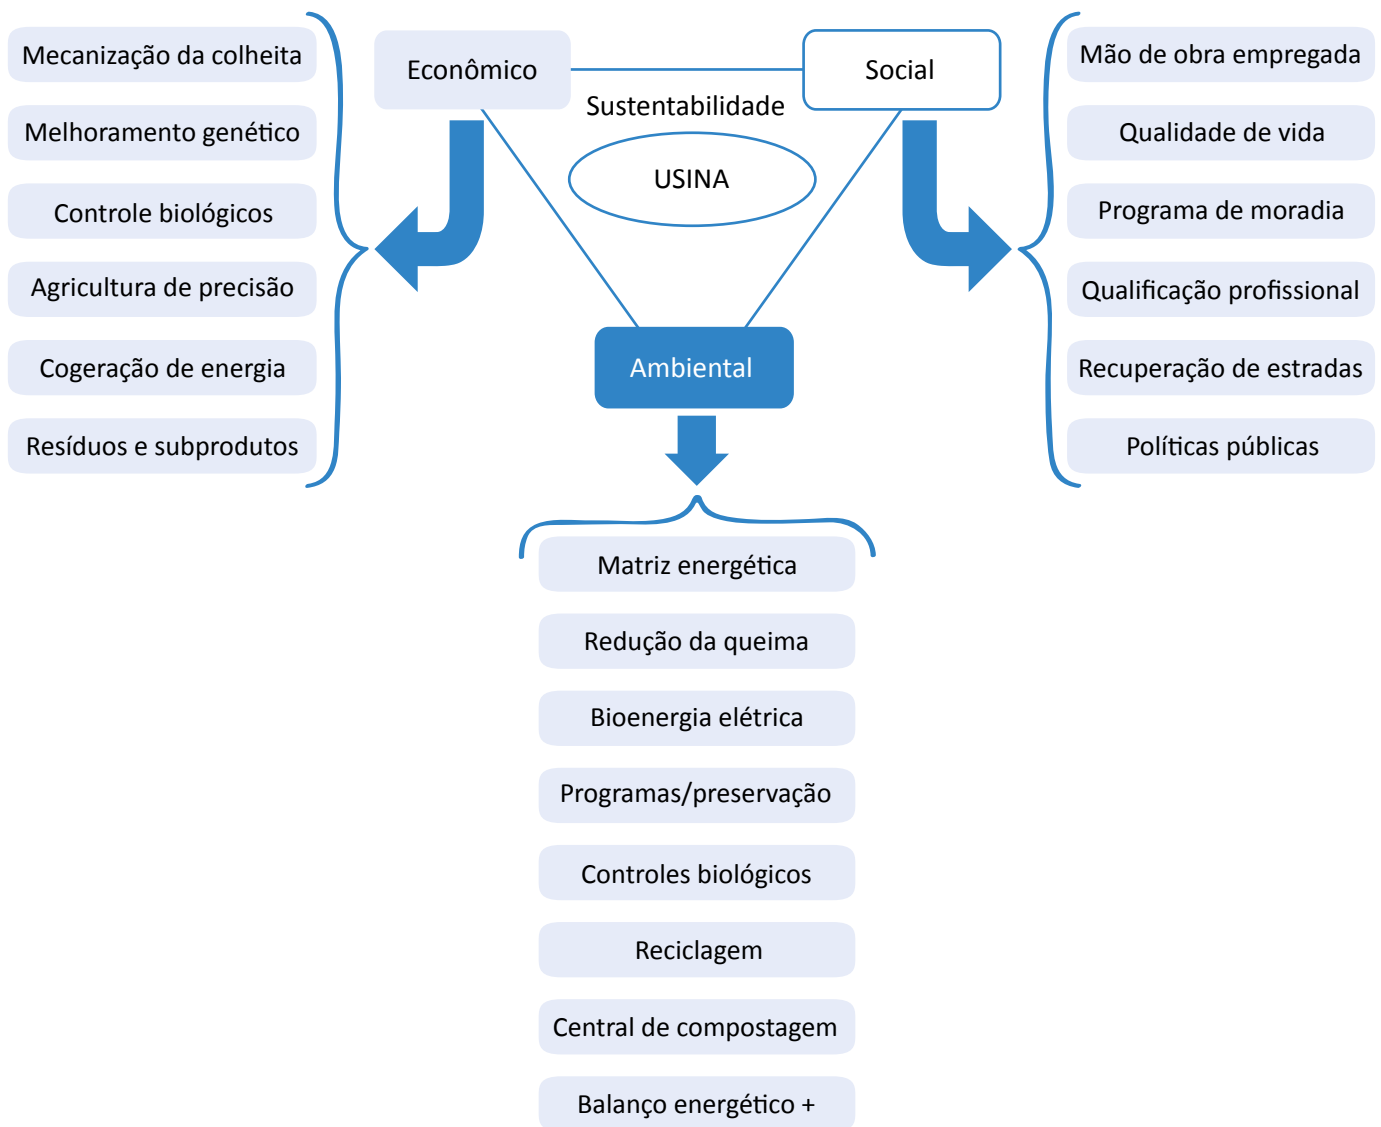 Econômico
Social
Sustentabilidade
USINA
Ambiental
Mecanização da colheita
Melhoramento genético
Controle biológicos
Agricultura de precisão
Cogeração de energia
Resíduos e subprodutos
Mão de obra empregada
Qualidade de vida
Programa de moradia
Qualificação profissional
Recuperação de estradas
Políticas públicas
Matriz energética
Redução da queima
Bioenergia elétrica
Programas/preservação
Controles biológicos
Reciclagem
Central de compostagem
Balanço energético +